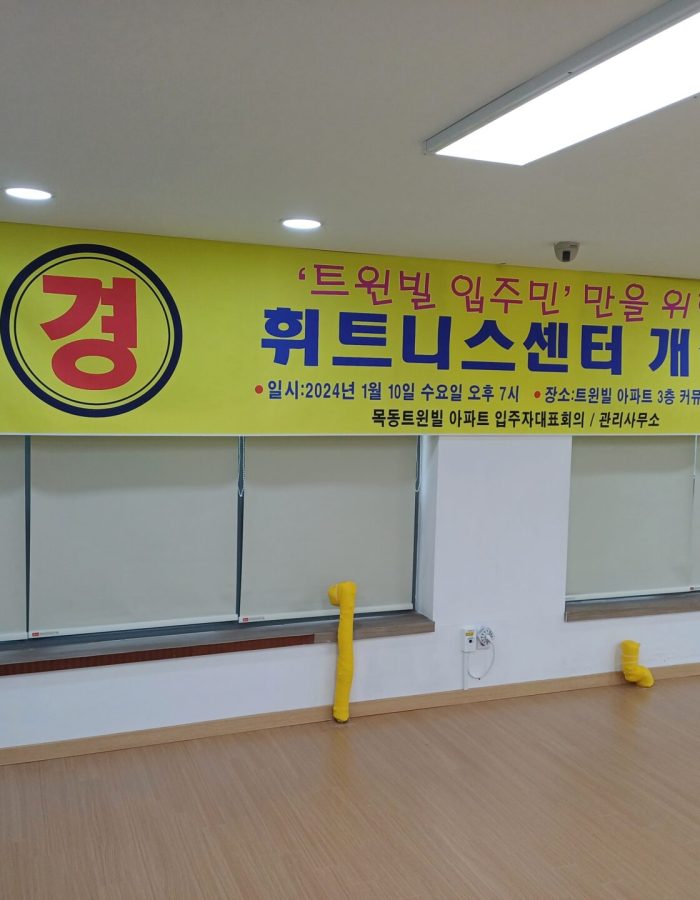 경
'트윈빌 입주민' 만을 위
휘트니스센터 개
•일시:2024년 1월 10일 수요일 오후 7시 •장소:트윈빌 아파트 3층 커뮤
목동트윈빌 아파트 입주자대표회의 / 관리사무소